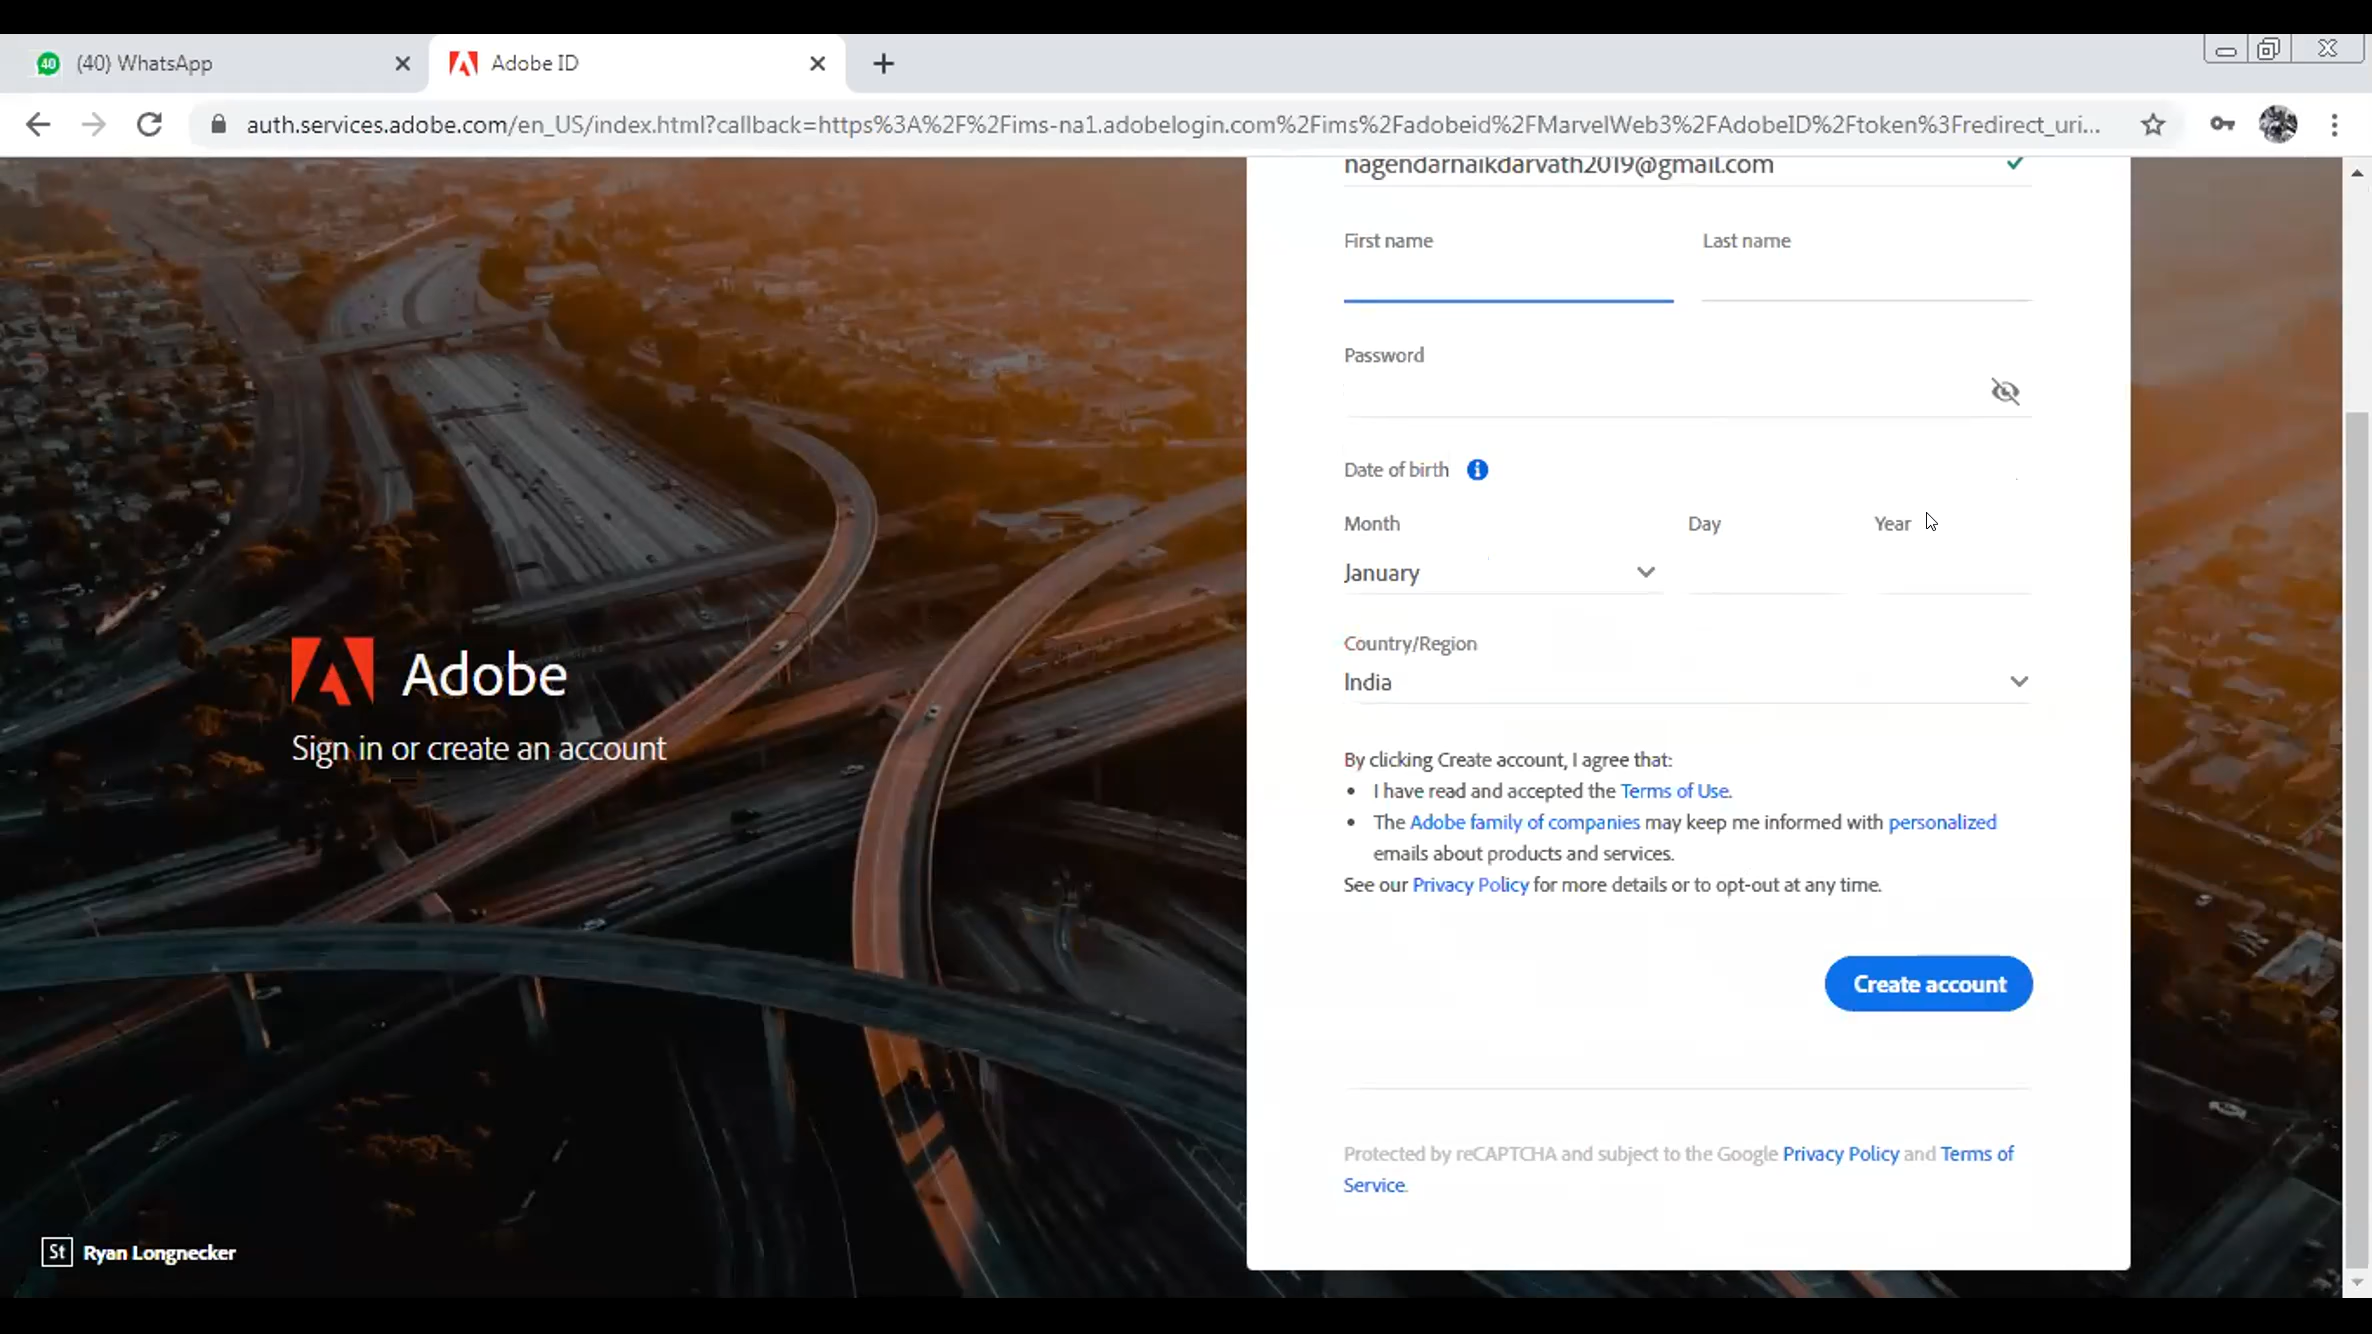 40 (40) WhatsApp
Adobe ID
auth.services.adobe.com/en_US/index.html?callback=https%3A%2F%2Fims-na1.adobelogin.com%2Fims%2Fadobeid%2FMarvelWeb3%2FAdobeID%2Ftoken%3Fredirect_uri...
nagendarnaikdarvath2019@gmail.com
First name Last name
Password
Date of birth
Month Day Year
January
Country/Region
India
By clicking Create account, I agree that:
• I have read and accepted the Terms of Use.
• The Adobe family of companies may keep me informed with personalized
emails about products and services.
See our Privacy Policy for more details or to opt-out at any time.
Create account
Protected by reCAPTCHA and subject to the Google Privacy Policy and Terms of
Service.
Adobe
Sign in or create an account
St Ryan Longnecker